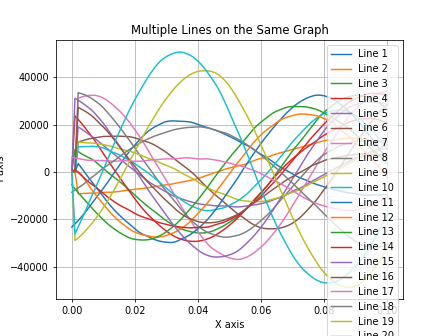 Multiple Lines on the Same Graph
40000
20000
0
−20000
−40000
0.00
0.02
0.04
0.06
X axis
Line 1
Line 2
Line 3
Line 4
Line 5
Line 6
Line 7
Line 8
Line 9
Line 10
Line 11
Line 12
Line 13
Line 14
Line 15
Line 16
Line 17
Line 18
Line 19
Line 20